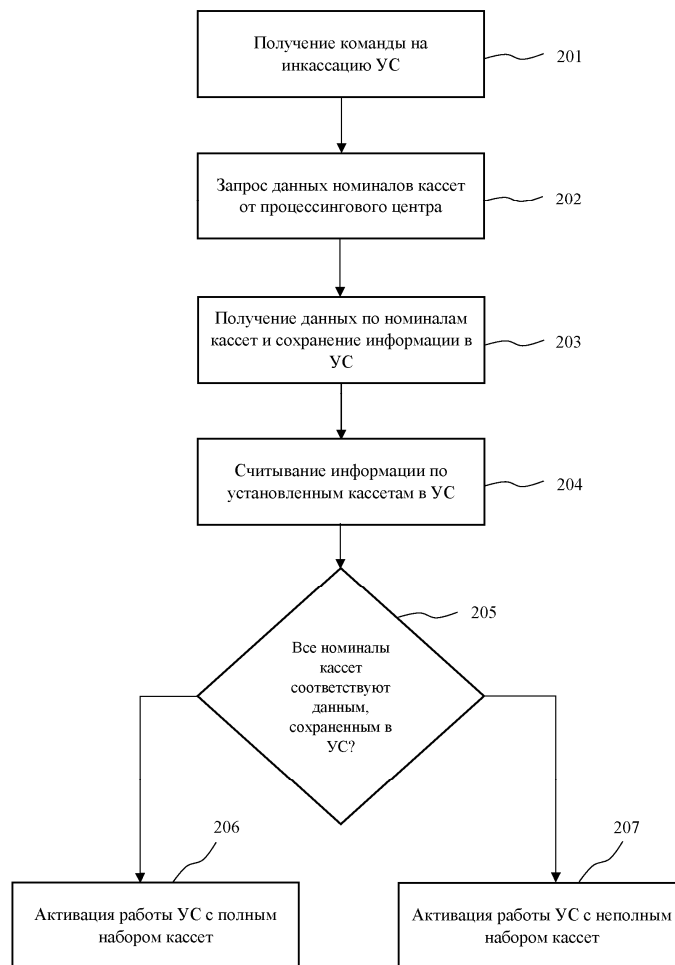 Получение команды на
инкассацию УС
201
Запрос данных номиналов кассет
от процессингового центра
202
Получение данных по номиналам
кассет и сохранение информации в
УС
203
Считывание информации по
установленным кассетам в УС
204
205
Все номиналы
кассет
соответствуют
данным,
сохраненным в
УС?
206
207
Активация работы УС с полным
набором кассет
Активация работы УС с неполным
набором кассет